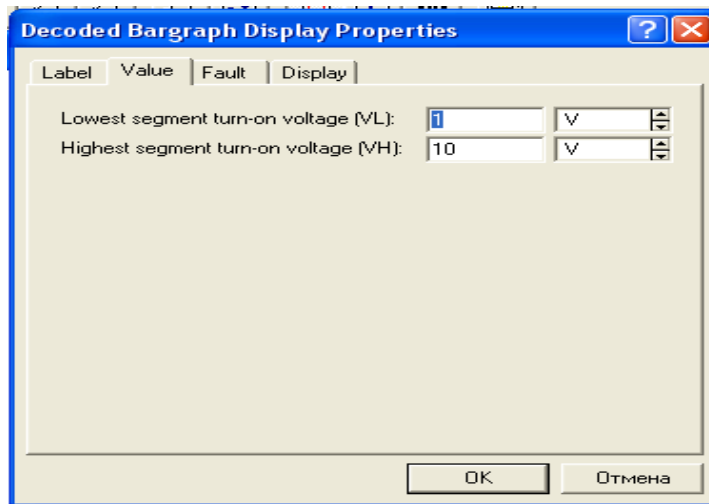 Decoded Bargraph Display Properties
Label Value Fault Display
Lowest segment turn-on voltage (VL): 1 V
Highest segment turn-on voltage (VH): 10 V
OK Отмена